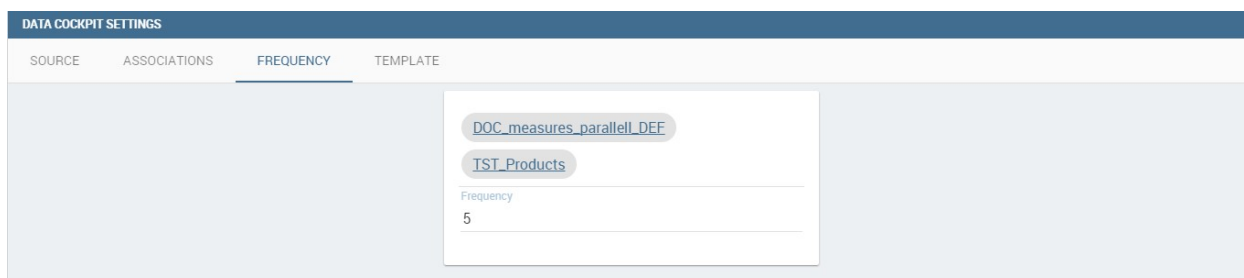 DATA COCKPIT SETTINGS
SOURCE ASSOCIATIONS FREQUENCY TEMPLATE
DOC_measures_parallell_DEF
TST_Products
Frequency
5